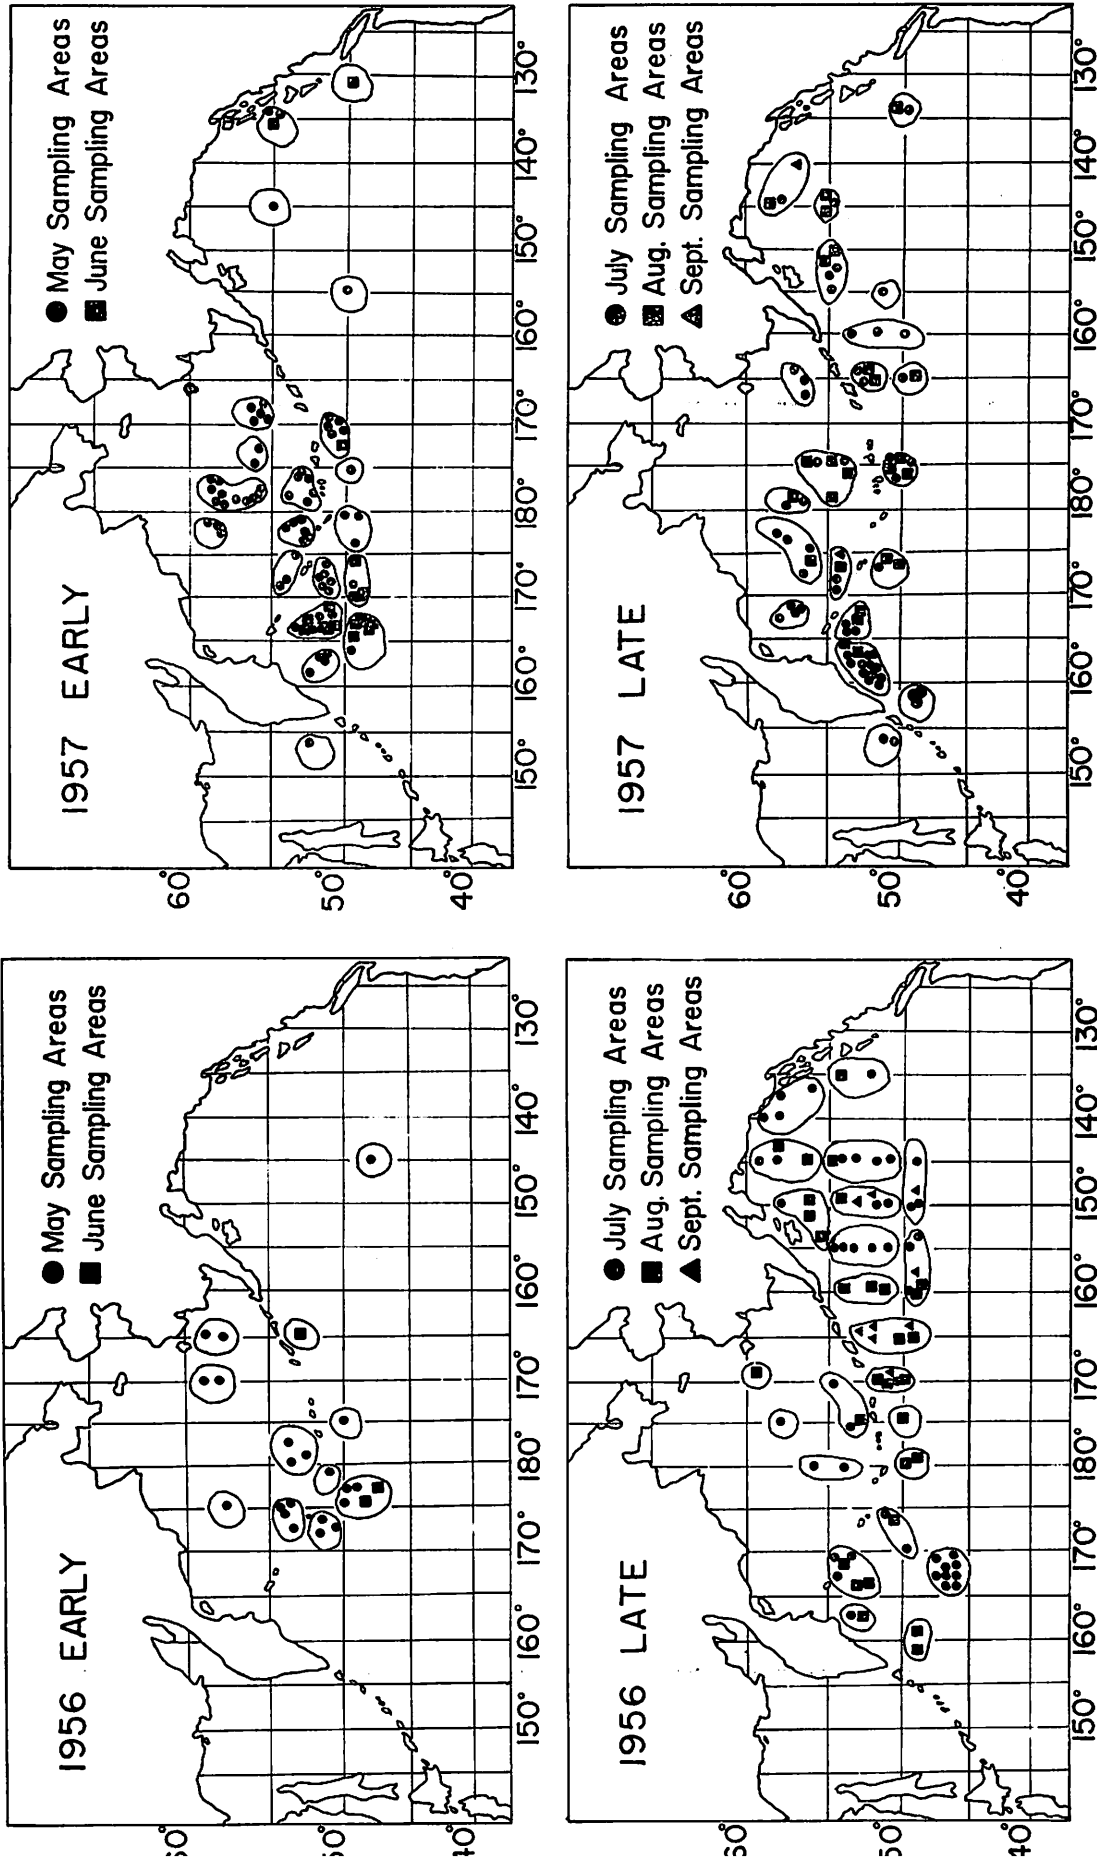 1956 EARLY
May Sampling Areas
June Sampling Areas
60°
50°
40°
150° 160° 170° 180° 170° 160° 150° 140° 130°
1957 EARLY
May Sampling Areas
June Sampling Areas
60°
50°
40°
150° 160° 170° 180° 170° 160° 150° 140° 130°
1956 LATE
July Sampling Areas
Aug. Sampling Areas
Sept. Sampling Areas
60°
50°
40°
150° 160° 170° 180° 170° 160° 150° 140° 130°
1957 LATE
July Sampling Areas
Aug. Sampling Areas
Sept. Sampling Areas
60°
50°
40°
150° 160° 170° 180° 170° 160° 150° 140° 130°